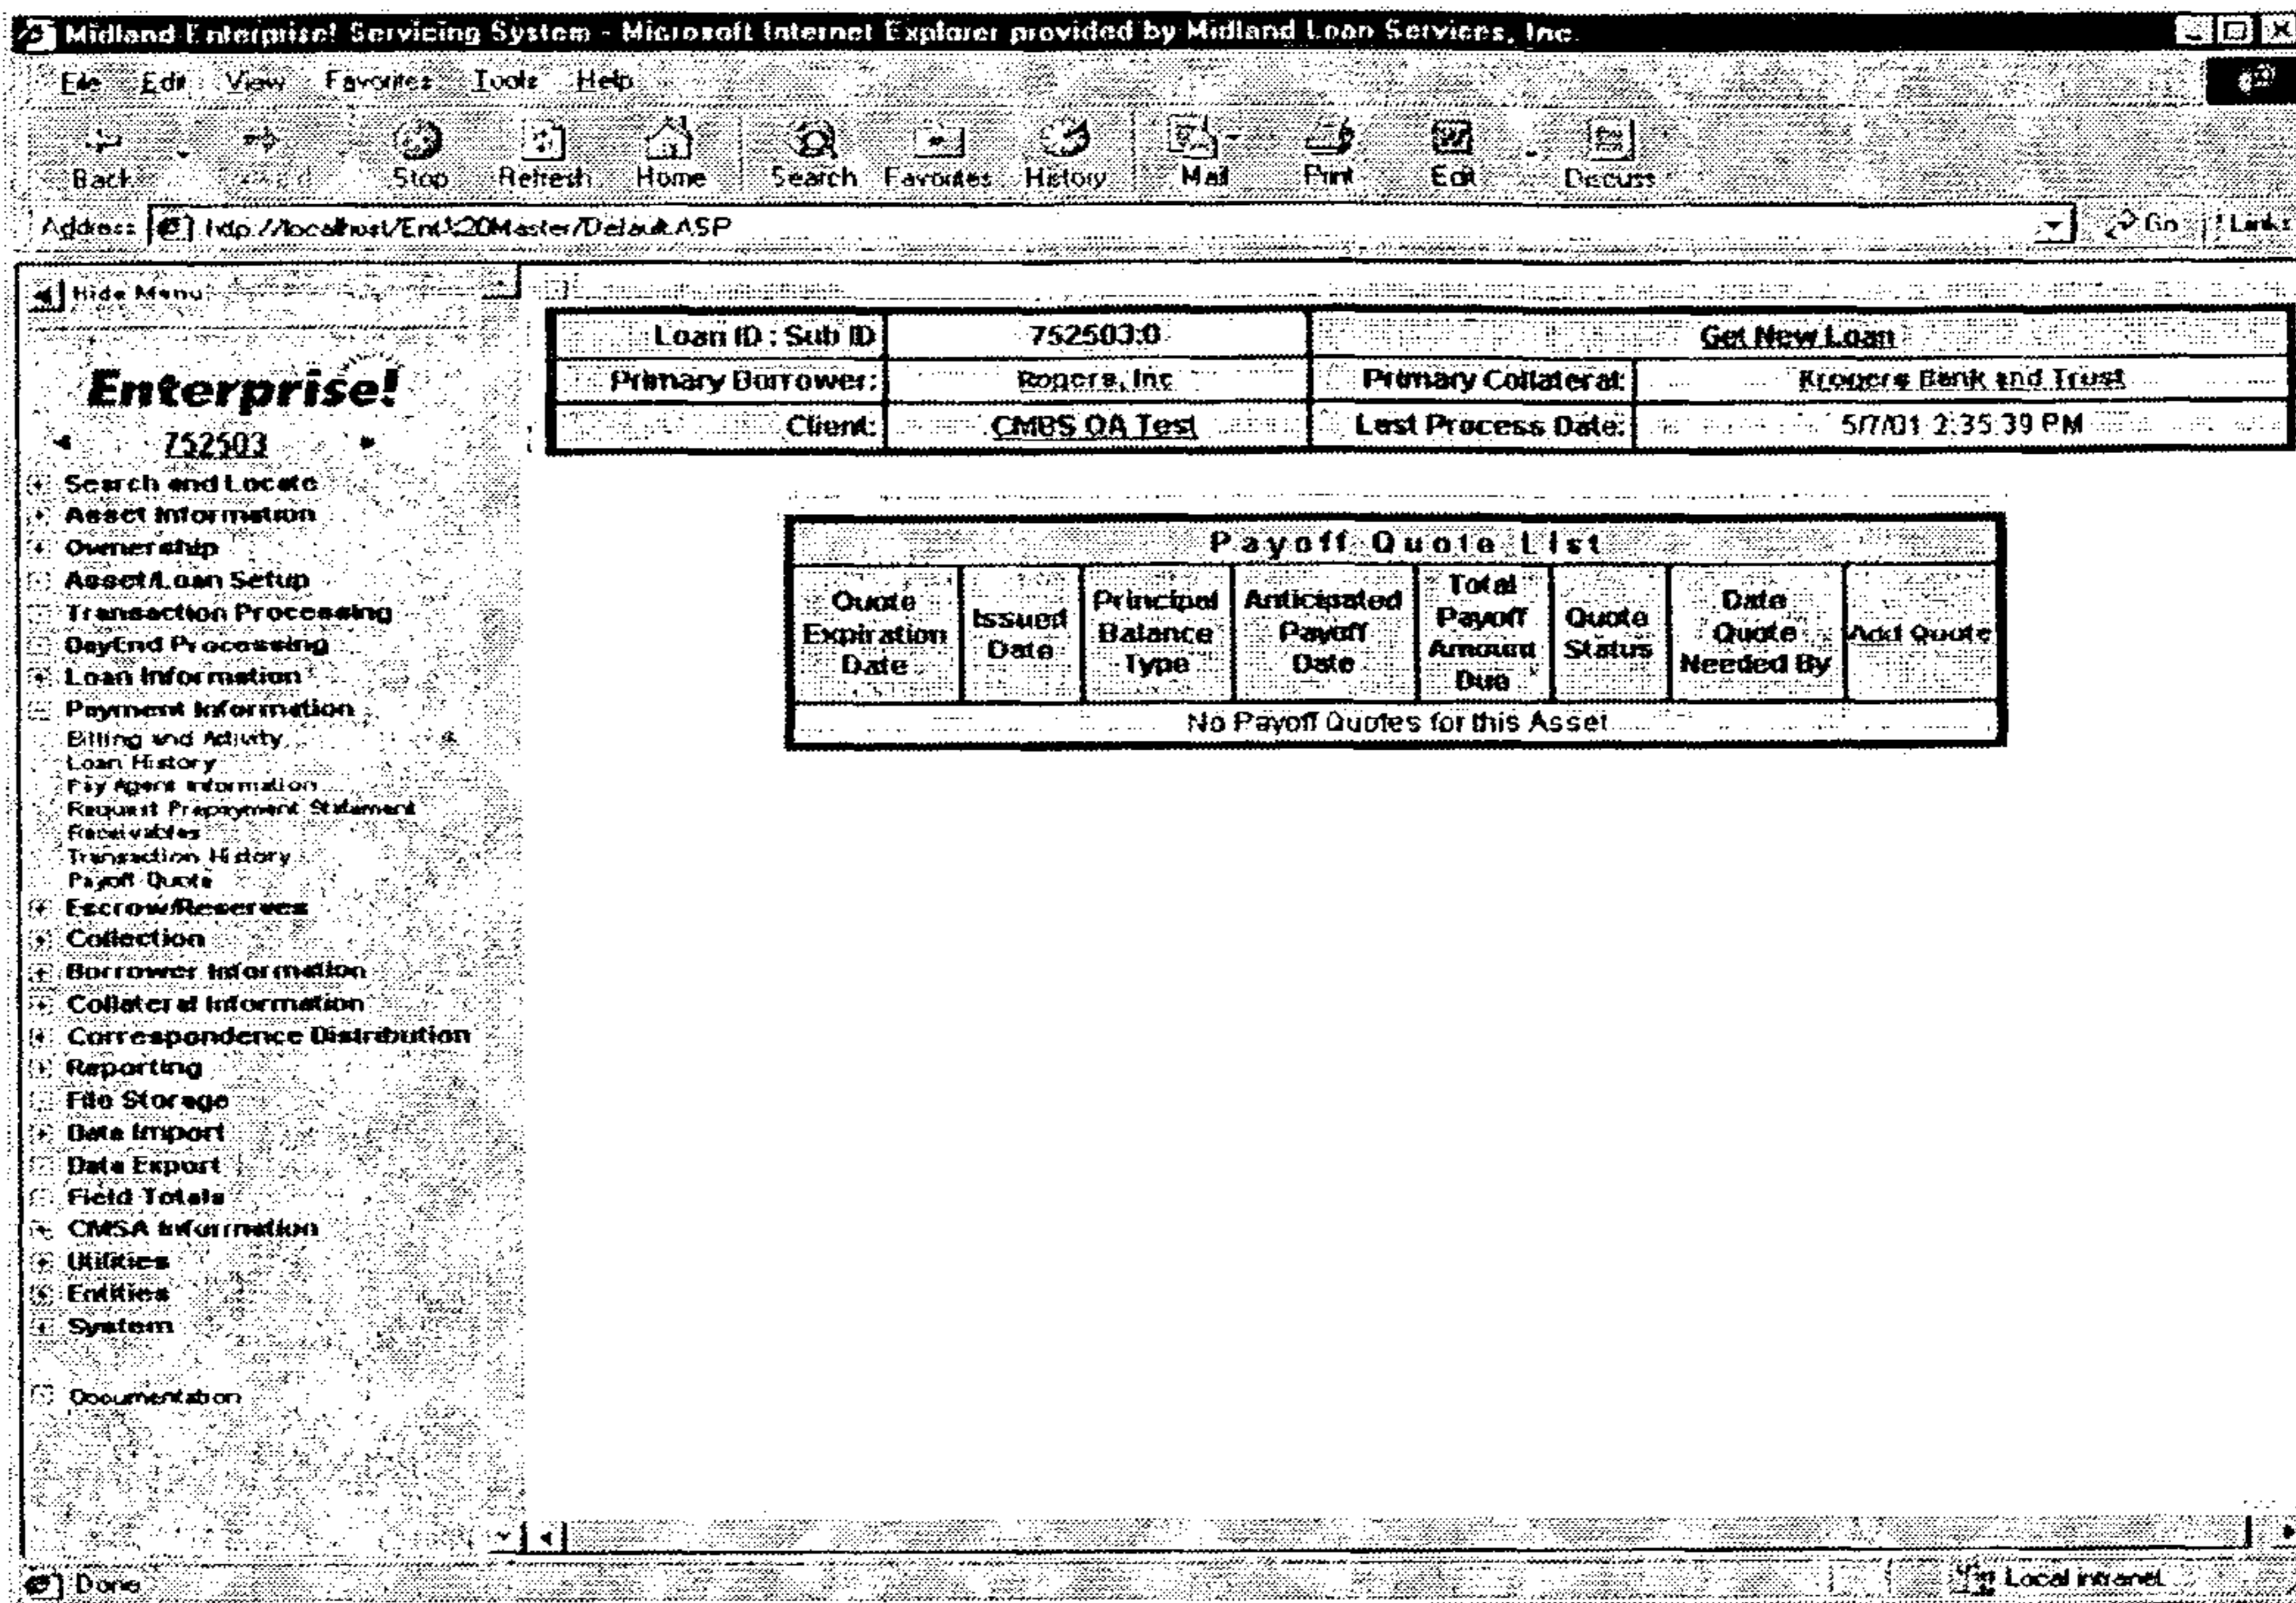 Midland Enterprise! Servicing System - Microsoft Internet Explorer provided by Midland Loan Services, Inc.
File Edit View Favorites Tools Help
Back Stop Refresh Home Search Favorites History Mail Print Edit Discuss
Address http://localhost/Ent%20Master/Default.ASP Go Links
Hide Menu
Enterprise!
752503
Search and Locate
Asset Information
Ownership
Asset/Loan Setup
Transaction Processing
DayEnd Processing
Loan Information
Payment Information
Billing and Activity
Loan History
Pay Agent Information
Request Prepayment Statement
Receivables
Transaction History
Payoff Quote
Escrow/Reserves
Collection
Borrower Information
Collateral Information
Correspondence Distribution
Reporting
File Storage
Data Import
Data Export
Field Totals
CMSA Information
Utilities
Entities
System
Documentation
Loan ID : Sub ID 752503:0 Get New Loan
Primary Borrower: Rogers, Inc Primary Collateral: Krogers Bank and Trust
Client: CMBS QA Test Last Process Date: 5/7/01 2:35:39 PM
Payoff Quote List
Quote Expiration Date Issued Date Principal Balance Type Anticipated Payoff Date Total Payoff Amount Due Quote Status Date Quote Needed By Add Quote
No Payoff Quotes for this Asset
Done Local intranet